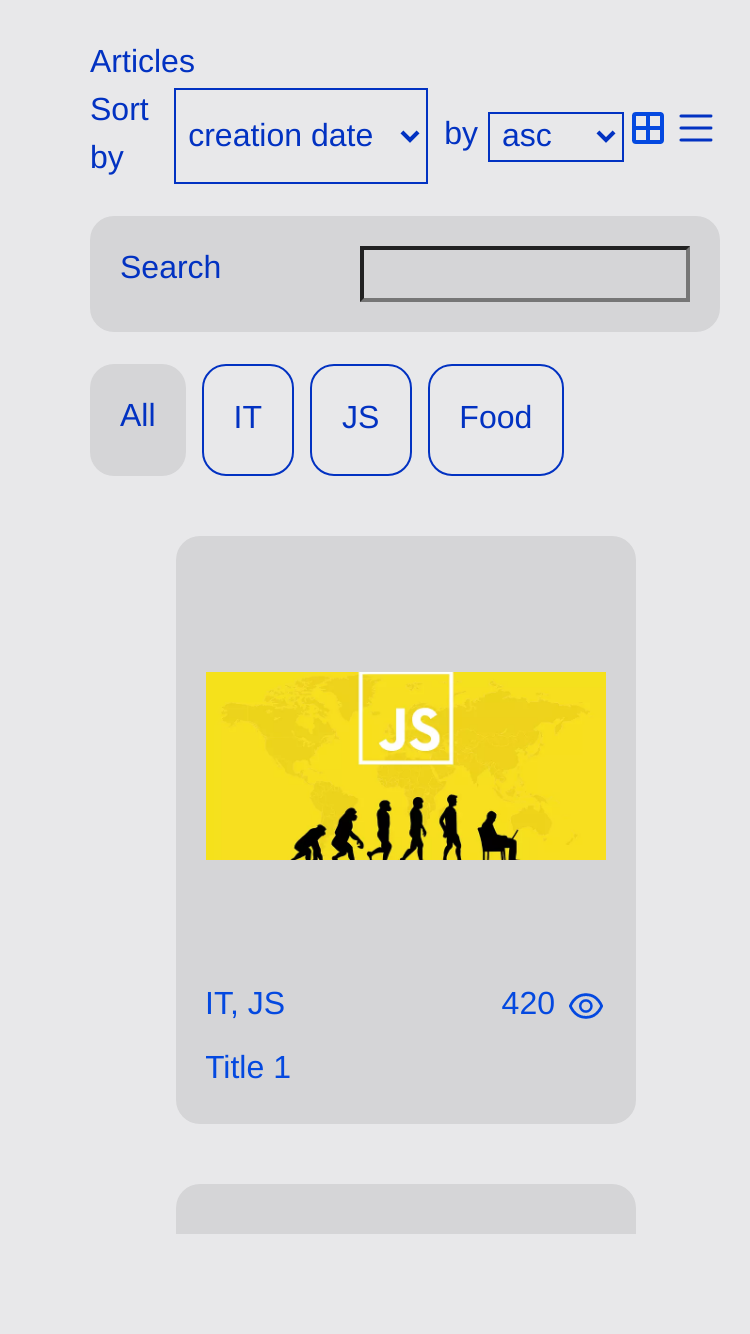 Articles
Sort by creation date by asc
Search
All IT JS Food
JS
IT, JS 420
Title 1